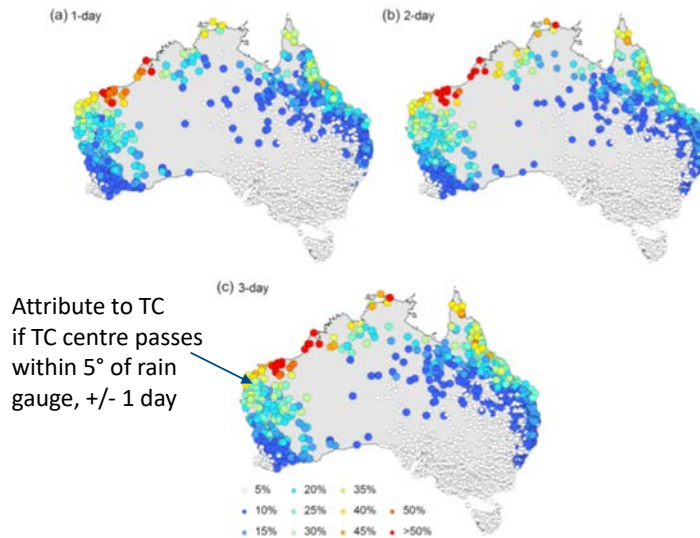 (a) 1-day
(b) 2-day
(c) 3-day
Attribute to TC
if TC centre passes
within 5° of rain
gauge, +/- 1 day
5% 20% 35%
10% 25% 40% 50%
15% 30% 45% >50%